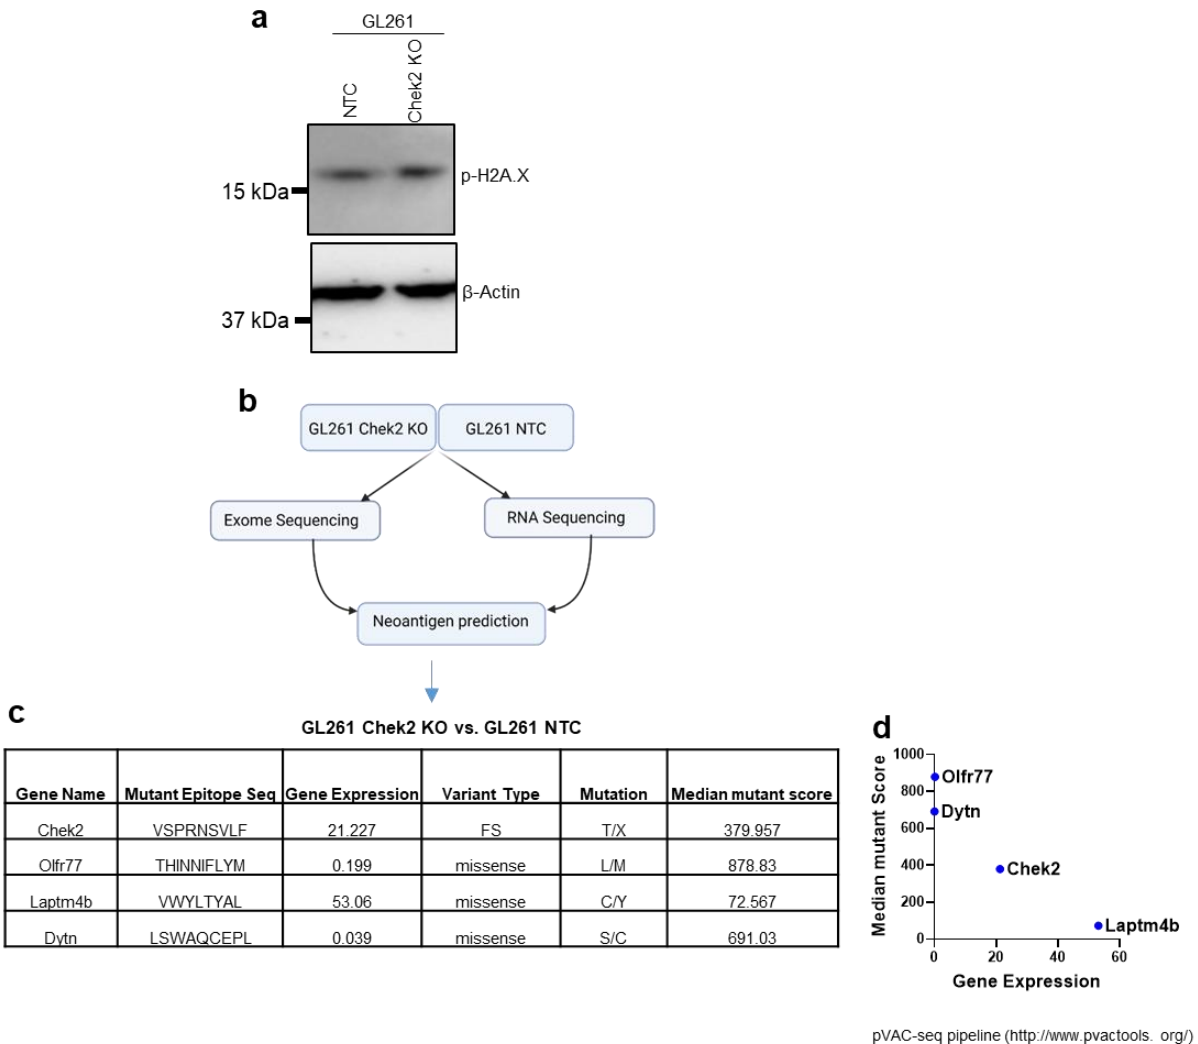 a
GL261
NTC
Chek2 KO
p-H2A.X
15 kDa
β-Actin
37 kDa
b
GL261 Chek2 KO
GL261 NTC
Exome Sequencing
RNA Sequencing
Neoantigen prediction
c
GL261 Chek2 KO vs. GL261 NTC
Gene Name Mutant Epitope Seq Gene Expression Variant Type Mutation Median mutant score
Chek2 VSPRNSVLF 21.227 FS T/X 379.957
Olfr77 THINNIFLYM 0.199 missense L/M 878.83
Laptm4b VWYLTYAL 53.06 missense C/Y 72.567
Dytn LSWAQCEPL 0.039 missense S/C 691.03
d
Median mutant Score
1000
800
600
400
200
0
Olfr77
Dytn
Chek2
Laptm4b
0 20 40 60
Gene Expression
pVAC-seq pipeline (http://www.pvactools. org/)